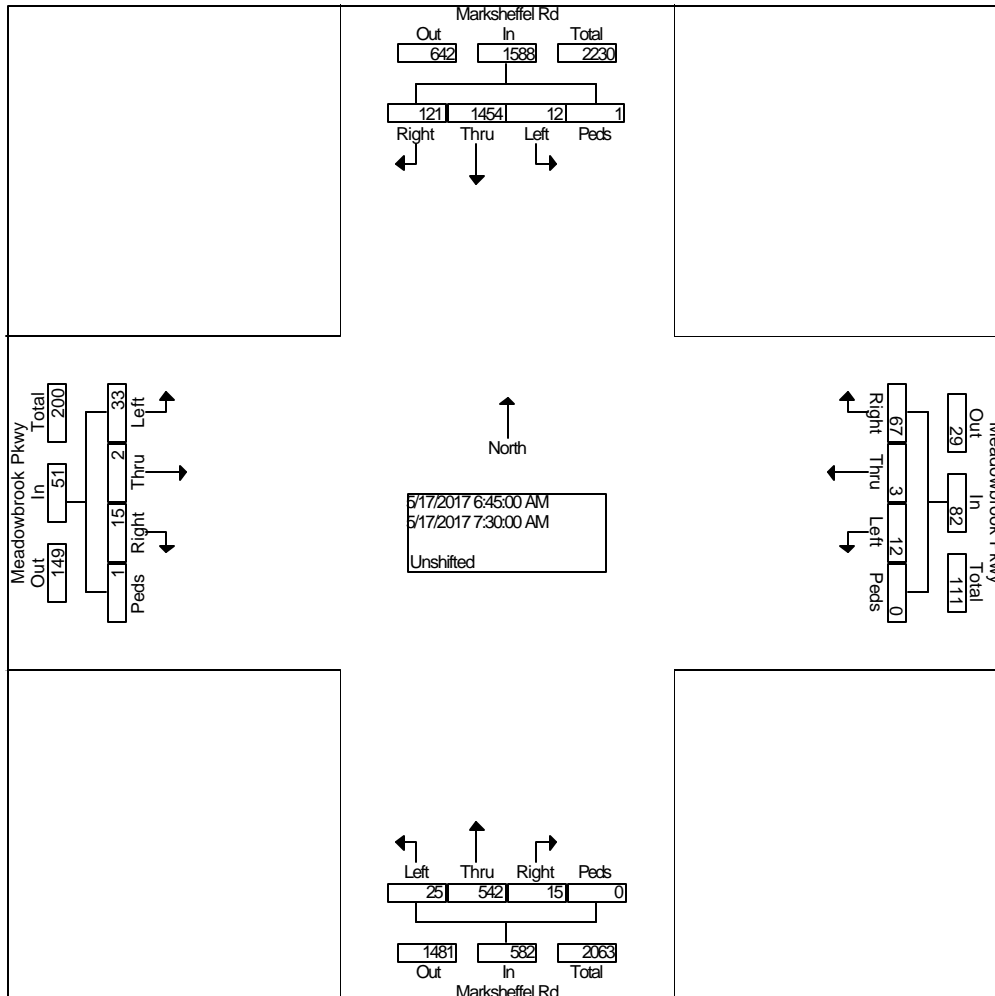 Marksheffel Rd
Out In Total
642 1588 2230
121 1454 12 1
Right Thru Left Peds
Meadowbrook Pkwy
Total In Out
200 51 149
33 2 15 1
Left Thru Right Peds
North
5/17/2017 6:45:00 AM
5/17/2017 7:30:00 AM
Unshifted
Right Thru Left Peds
67 3 12 0
29 82 111
Out In Total
Meadowbrook Pkwy
Left Thru Right Peds
25 542 15 0
1481 582 2063
Out In Total
Marksheffel Rd